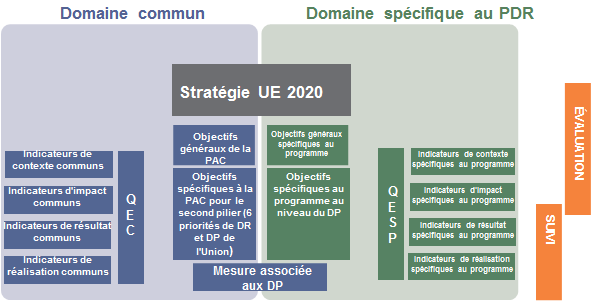 Domaine commun
Domaine spécifique au PDR
Stratégie UE 2020
Objectifs
généraux de la
PAC
Objectifs généraux
spécifiques au
programme
Indicateurs de
contexte communs
Indicateurs d'impact
communs
Indicateurs de résultat
communs
Indicateurs de
réalisation communs
Q
E
C
Objectifs
spécifiques à la
PAC pour le
second pilier (6
priorités de DR
et DP de
l'Union)
Objectifs
spécifiques au
programme au
niveau du DP
Q
E
S
P
Indicateurs de contexte
spécifiques au programme
Indicateurs d'impact
spécifiques au programme
Indicateurs de résultat
spécifiques au programme
Indicateurs de réalisation
spécifiques au programme
Mesure associée
aux DP
ÉVALUATION
SUIVI